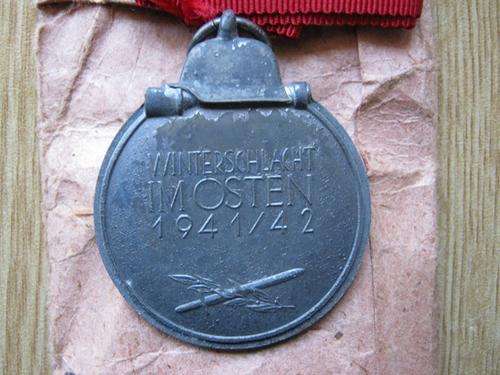 WINTERSCHLACHT
IM OSTEN
1941/42